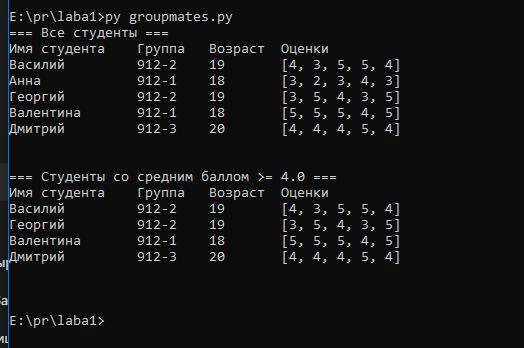 E:\pr\laba1>py groupmates.py
=== Все студенты ===
Имя студента    Группа   Возраст  Оценки
Василий         912-2    19       [4, 3, 5, 5, 4]
Анна            912-1    18       [3, 2, 3, 4, 3]
Георгий         912-2    19       [3, 5, 4, 3, 5]
Валентина       912-1    18       [5, 5, 5, 4, 5]
Дмитрий         912-3    20       [4, 4, 4, 5, 4]
=== Студенты со средним баллом >= 4.0 ===
Имя студента    Группа   Возраст  Оценки
Василий         912-2    19       [4, 3, 5, 5, 4]
Георгий         912-2    19       [3, 5, 4, 3, 5]
Валентина       912-1    18       [5, 5, 5, 4, 5]
Дмитрий         912-3    20       [4, 4, 4, 5, 4]
E:\pr\laba1>